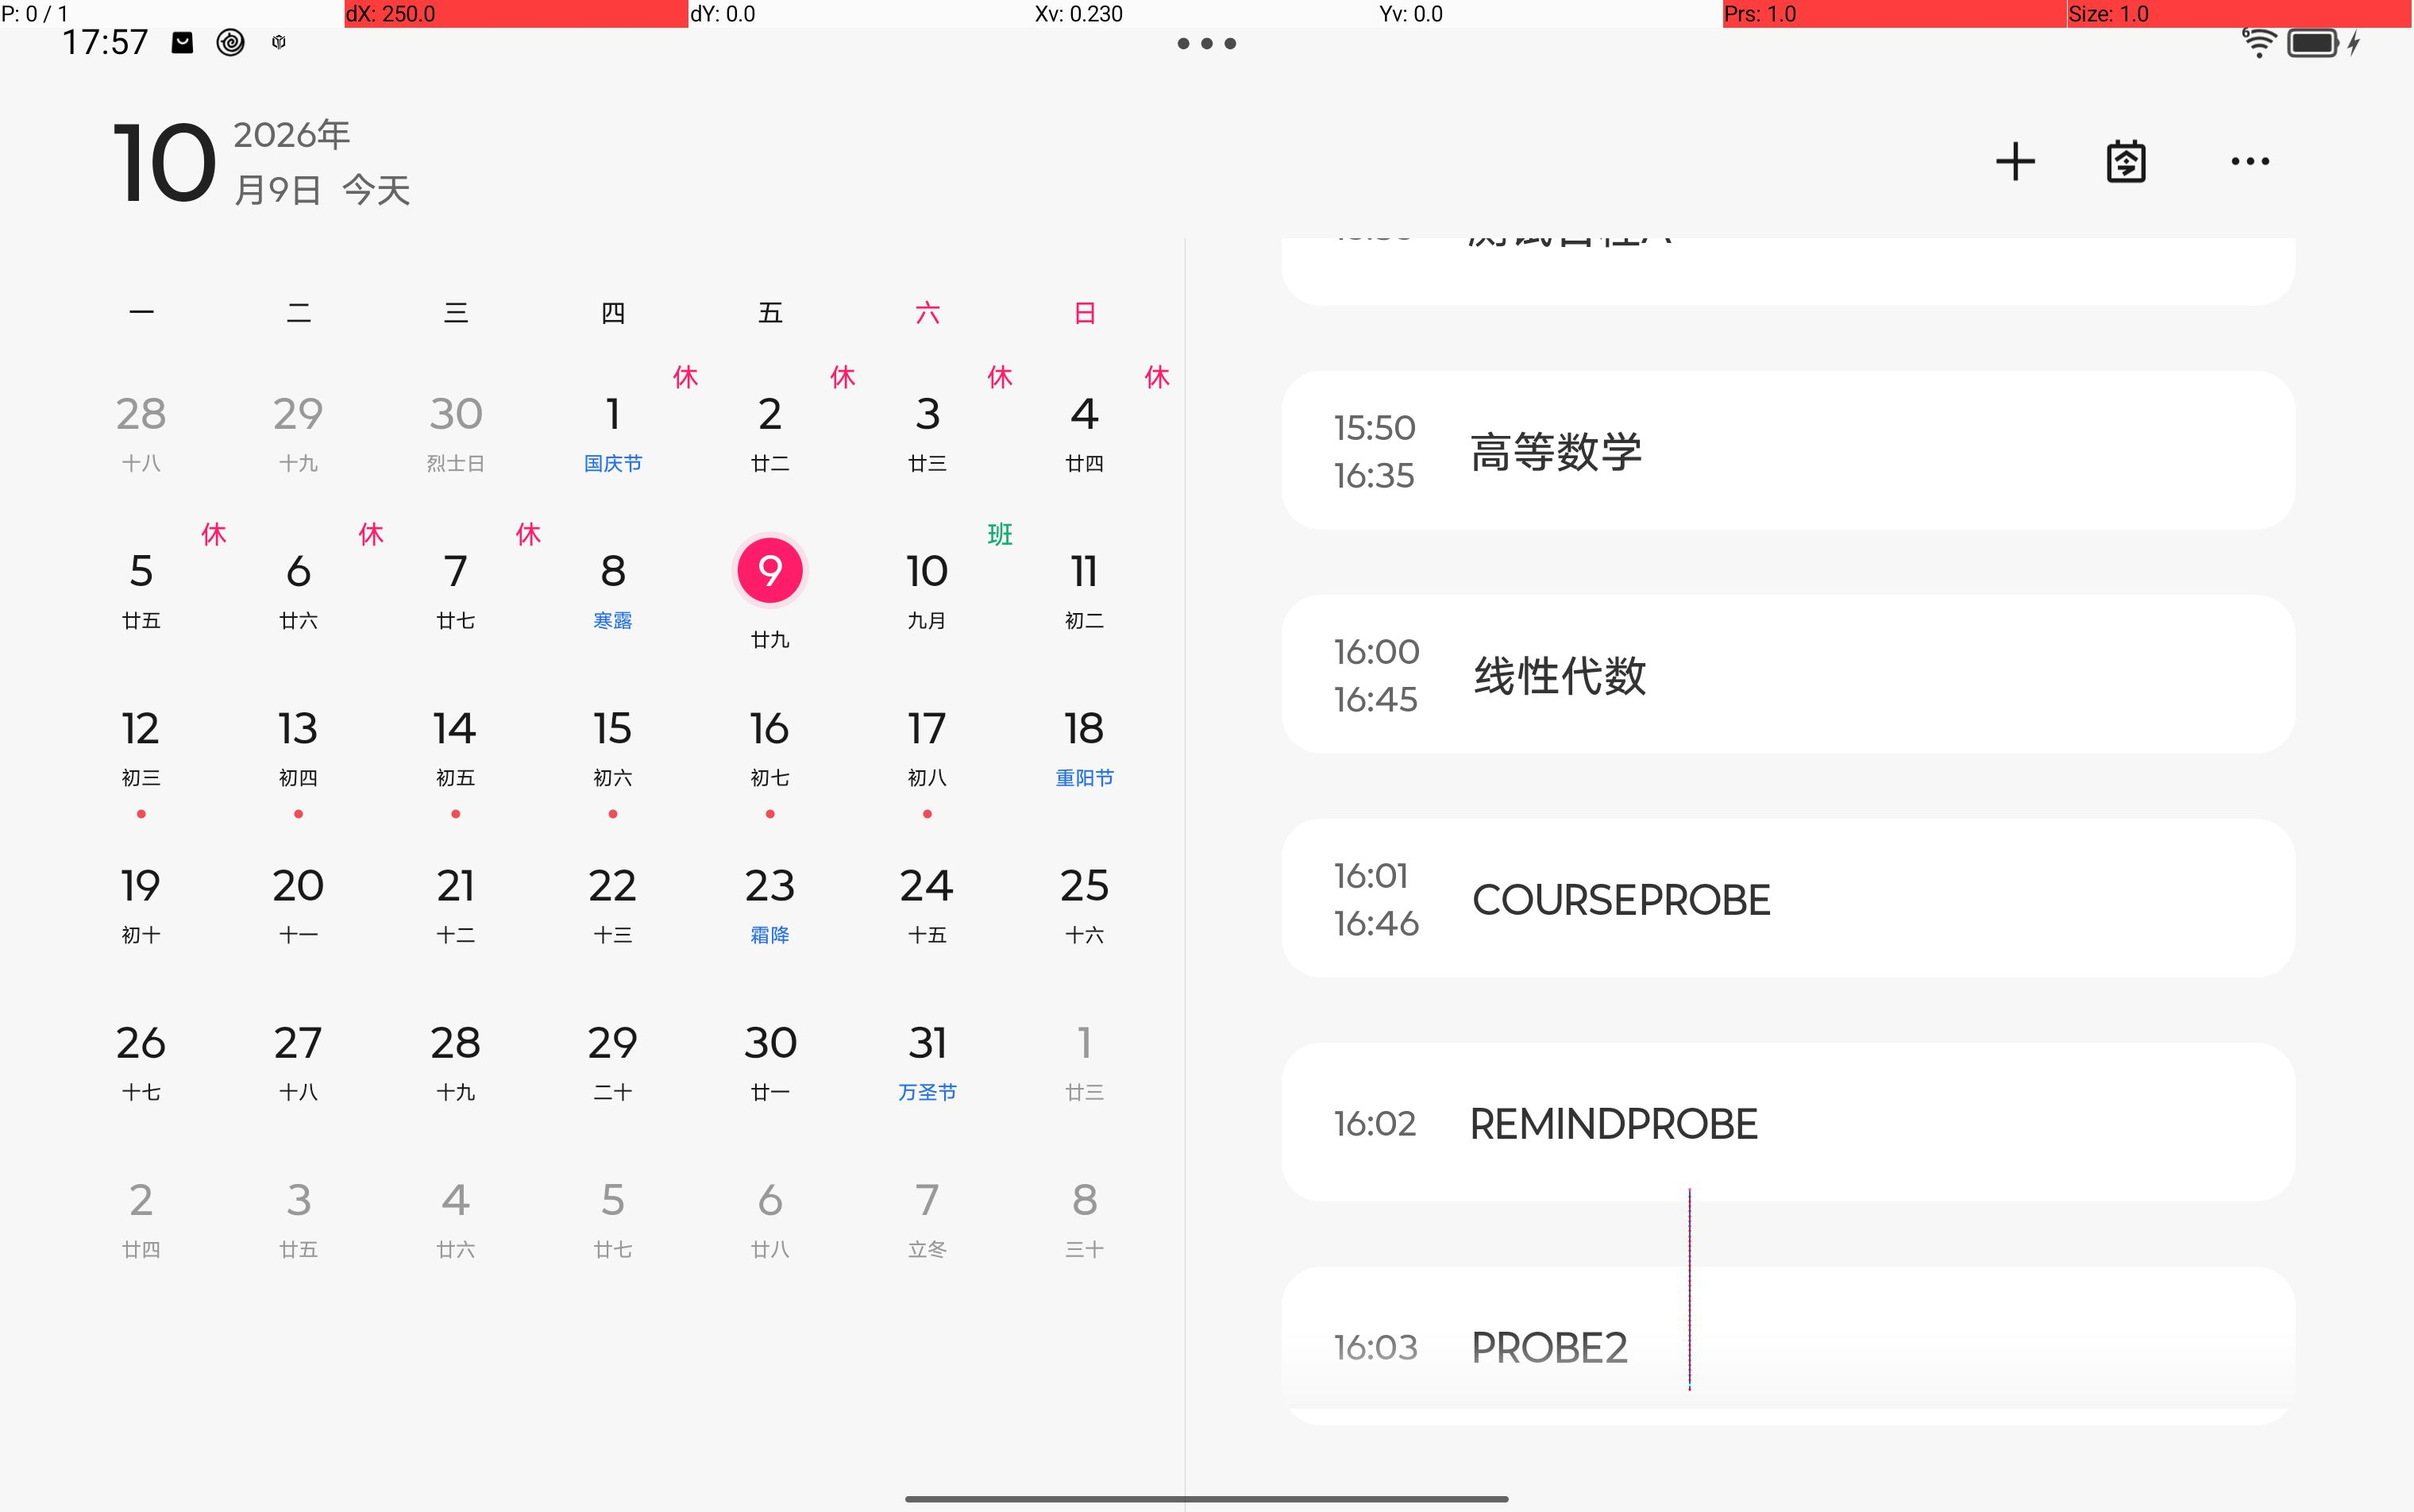 P: 0 / 1 dX: 250.0 dY: 0.0 Xv: 0.230 Yv: 0.0 Prs: 1.0 Size: 1.0
17:57
10 2026年
月9日 今天
一 二 三 四 五 六 日
休 休 休 休
28 29 30 1 2 3 4
十八 十九 烈士日 国庆节 廿二 廿三 廿四
休 休 休 班
5 6 7 8 9 10 11
廿五 廿六 廿七 寒露 廿九 九月 初二
12 13 14 15 16 17 18
初三 初四 初五 初六 初七 初八 重阳节
19 20 21 22 23 24 25
初十 十一 十二 十三 霜降 十五 十六
26 27 28 29 30 31 1
十七 十八 十九 二十 廿一 万圣节 廿三
2 3 4 5 6 7 8
廿四 廿五 廿六 廿七 廿八 立冬 三十
今
15:50
16:35
高等数学
16:00
16:45
线性代数
16:01
16:46
COURSEPROBE
16:02 REMINDPROBE
16:03 PROBE2